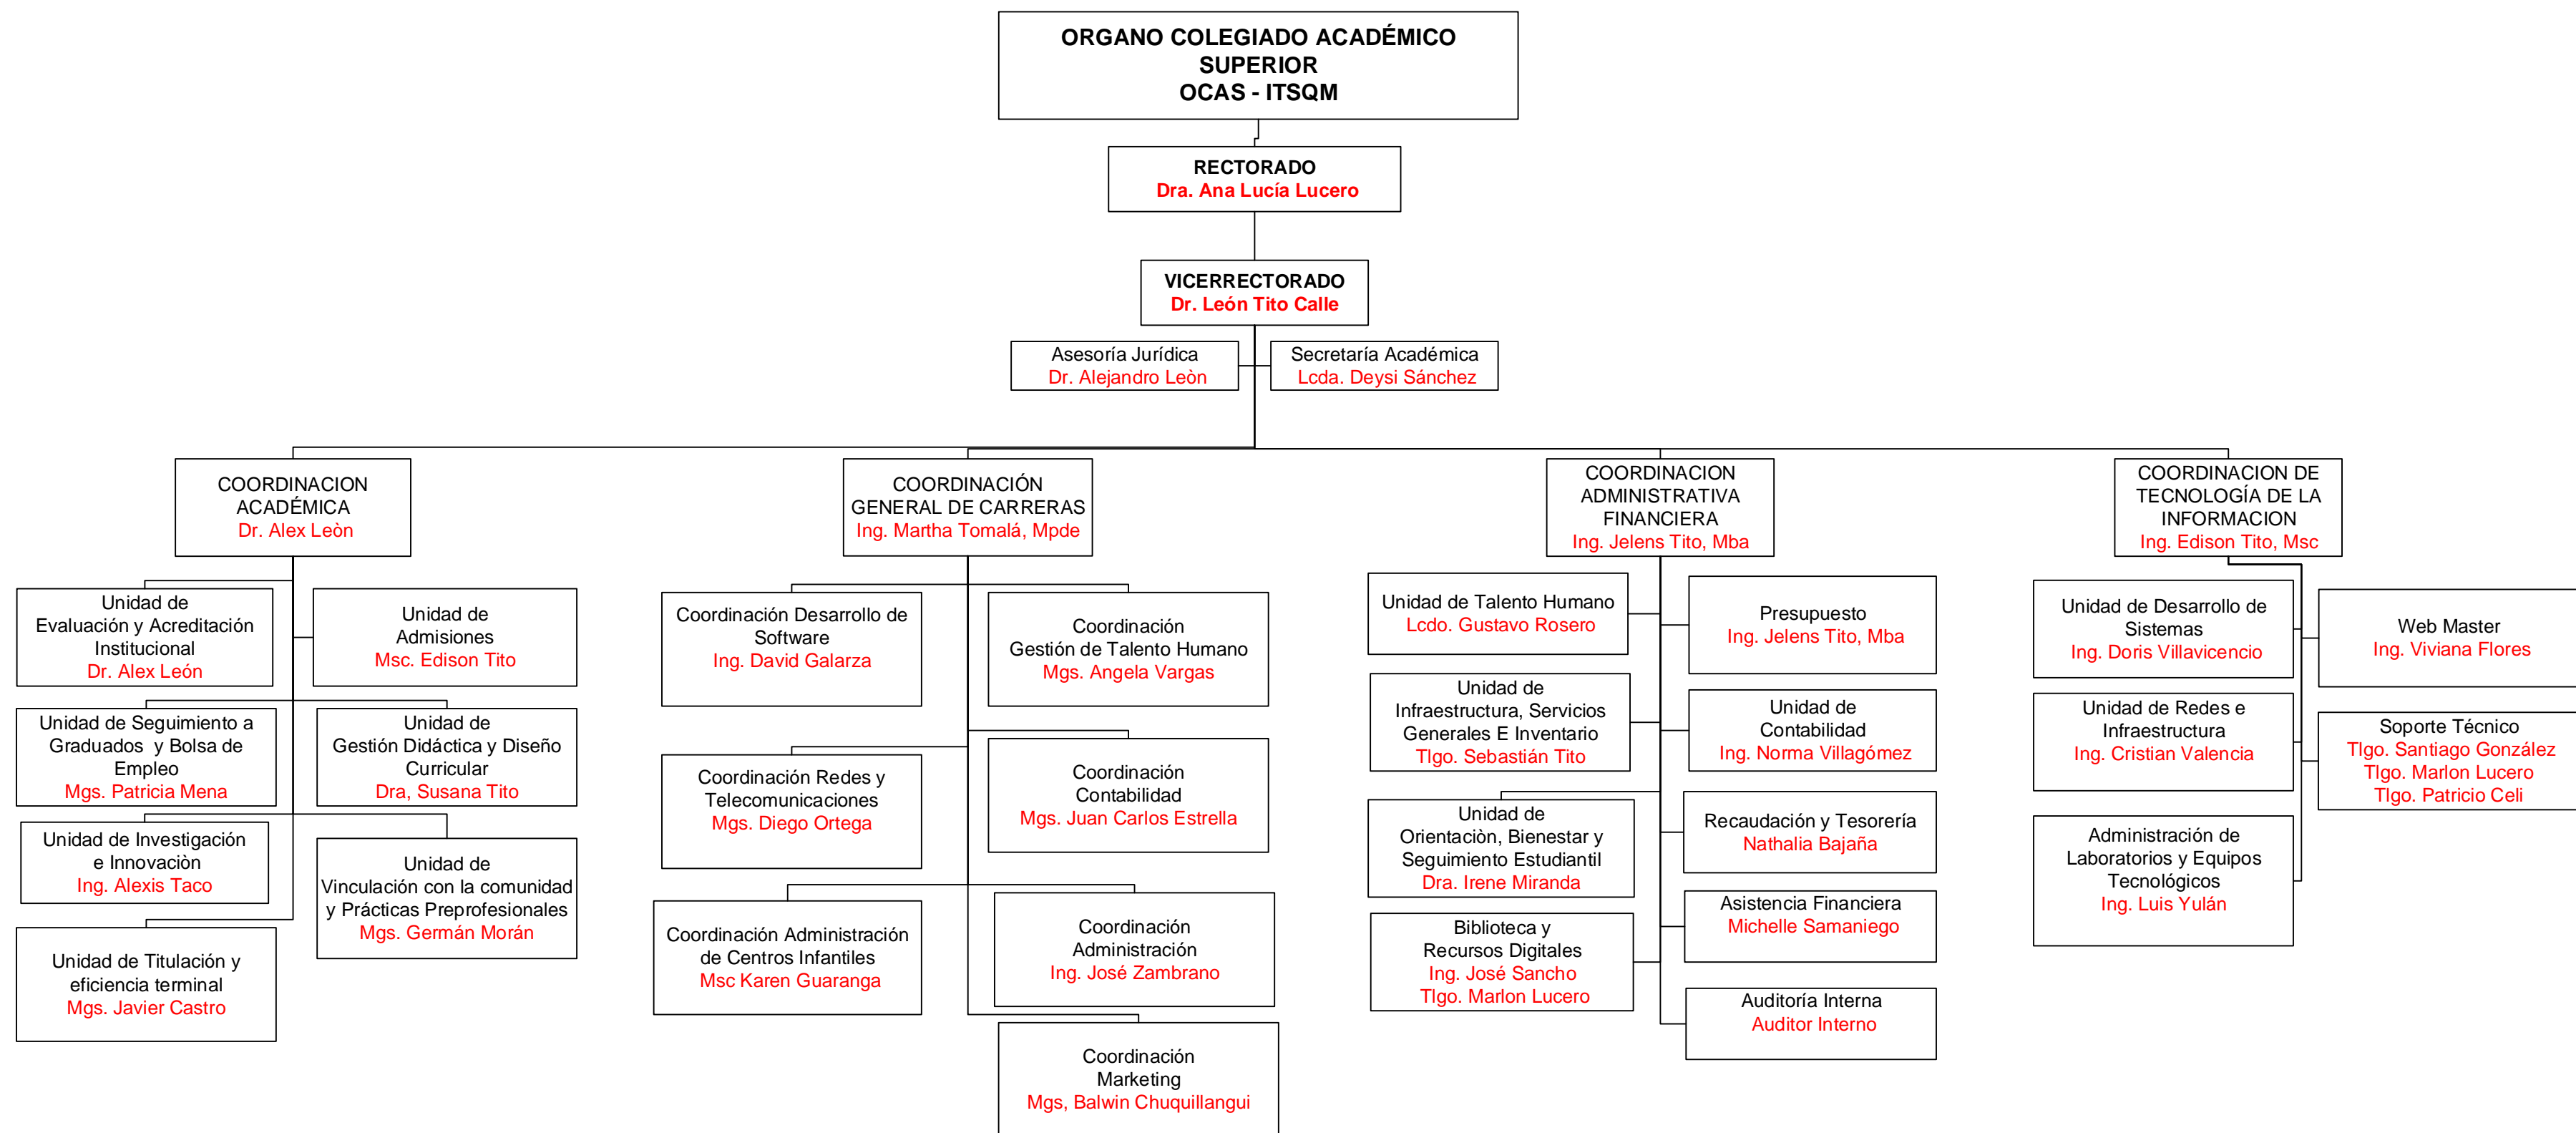 ORGANO COLEGIADO ACADÉMICO
SUPERIOR
OCAS - ITSQM
RECTORADO
Dra. Ana Lucía Lucero
VICERRECTORADO
Dr. León Tito Calle
Asesoría Jurídica
Dr. Alejandro Leòn
Secretaría Académica
Lcda. Deysi Sánchez
COORDINACION
ACADÉMICA
Dr. Alex Leòn
COORDINACIÓN
GENERAL DE CARRERAS
Ing. Martha Tomalá, Mpde
COORDINACION
ADMINISTRATIVA
FINANCIERA
Ing. Jelens Tito, Mba
COORDINACION DE
TECNOLOGÍA DE LA
INFORMACION
Ing. Edison Tito, Msc
Unidad de
Evaluación y Acreditación
Institucional
Dr. Alex León
Unidad de
Admisiones
Msc. Edison Tito
Unidad de Seguimiento a
Graduados  y Bolsa de
Empleo
Mgs. Patricia Mena
Unidad de
Gestión Didáctica y Diseño
Curricular
Dra, Susana Tito
Unidad de Investigación
e Innovaciòn
Ing. Alexis Taco
Unidad de
Vinculación con la comunidad
y Prácticas Preprofesionales
Mgs. Germán Morán
Unidad de Titulación y
eficiencia terminal
Mgs. Javier Castro
Coordinación Desarrollo de
Software
Ing. David Galarza
Coordinación
Gestión de Talento Humano
Mgs. Angela Vargas
Coordinación Redes y
Telecomunicaciones
Mgs. Diego Ortega
Coordinación
Contabilidad
Mgs. Juan Carlos Estrella
Coordinación Administración
de Centros Infantiles
Msc Karen Guaranga
Coordinación
Administración
Ing. José Zambrano
Coordinación
Marketing
Mgs, Balwin Chuquillangui
Unidad de Talento Humano
Lcdo. Gustavo Rosero
Presupuesto
Ing. Jelens Tito, Mba
Unidad de
Infraestructura, Servicios
Generales E Inventario
Tlgo. Sebastián Tito
Unidad de
Contabilidad
Ing. Norma Villagómez
Unidad de
Orientaciòn, Bienestar y
Seguimiento Estudiantil
Dra. Irene Miranda
Recaudación y Tesorería
Nathalia Bajaña
Biblioteca y
Recursos Digitales
Ing. José Sancho
Tlgo. Marlon Lucero
Asistencia Financiera
Michelle Samaniego
Auditoría Interna
Auditor Interno
Unidad de Desarrollo de
Sistemas
Ing. Doris Villavicencio
Web Master
Ing. Viviana Flores
Unidad de Redes e
Infraestructura
Ing. Cristian Valencia
Soporte Técnico
Tlgo. Santiago González
Tlgo. Marlon Lucero
Tlgo. Patricio Celi
Administración de
Laboratorios y Equipos
Tecnológicos
Ing. Luis Yulán